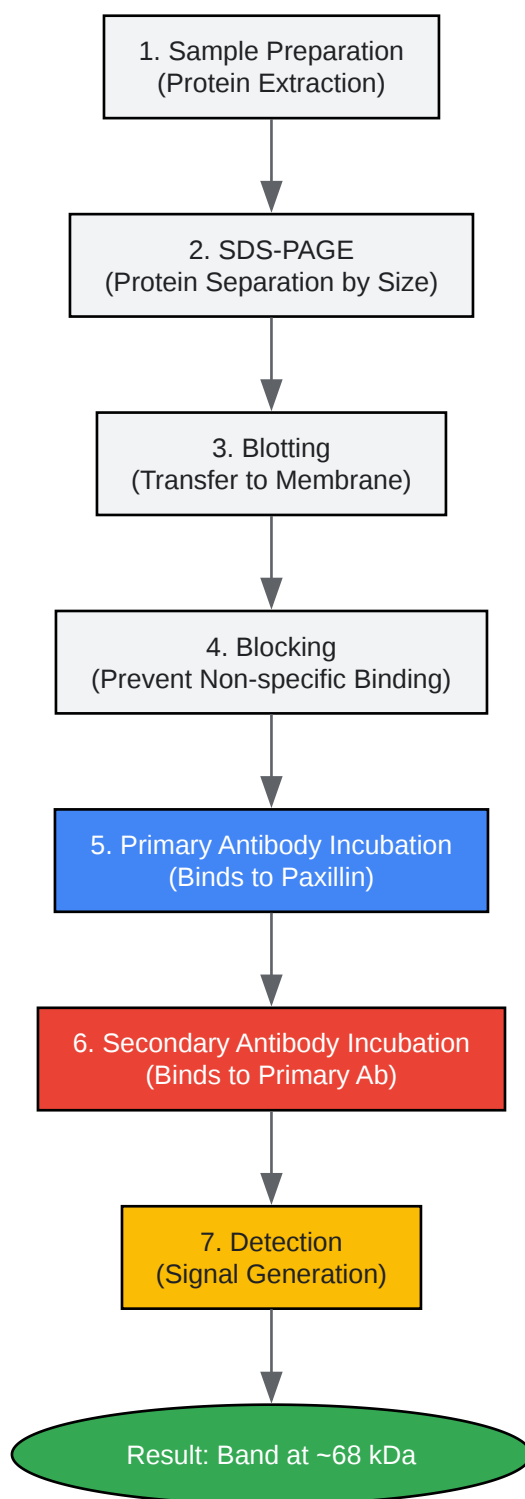 1. Sample Preparation
(Protein Extraction)
2. SDS-PAGE
(Protein Separation by Size)
3. Blotting
(Transfer to Membrane)
4. Blocking
(Prevent Non-specific Binding)
5. Primary Antibody Incubation
(Binds to Paxillin)
6. Secondary Antibody Incubation
(Binds to Primary Ab)
7. Detection
(Signal Generation)
Result: Band at ~68 kDa